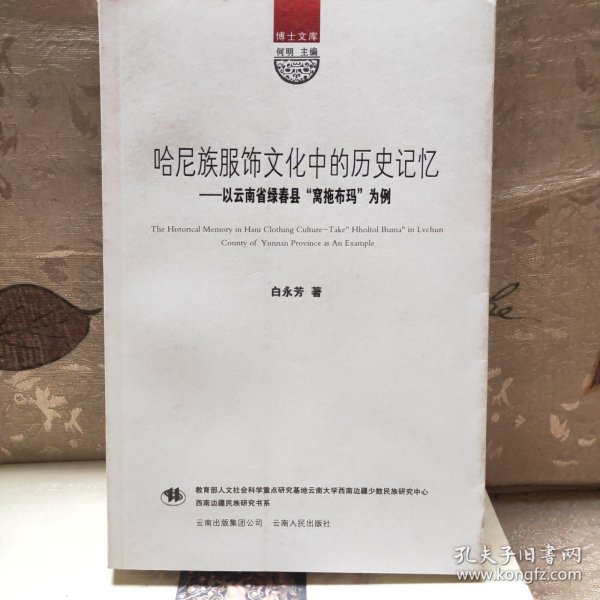 博士文库
何明 主编
哈尼族服饰文化中的历史记忆
——以云南省绿春县“窝拖布玛”为例
The Historical Memory in Hani Clothing Culture-Take" Hholtol Buma" in Lvchun
County of Yunnan Province as An Example
白永芳 著
教育部人文社会科学重点研究基地云南大学西南边疆少数民族研究中心
西南边疆民族研究书系
云南出版集团公司 云南人民出版社
孔夫子旧书网
www.kongfz.com